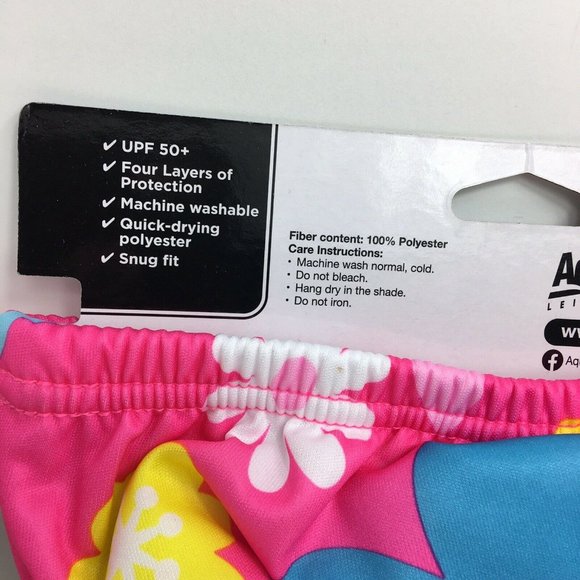 ✓ UPF 50+
✓ Four Layers of
Protection
✓ Machine washable
✓ Quick-drying
polyester
✓ Snug fit
Fiber content: 100% Polyester
Care Instructions:
• Machine wash normal, cold.
• Do not bleach.
• Hang dry in the shade.
• Do not iron.